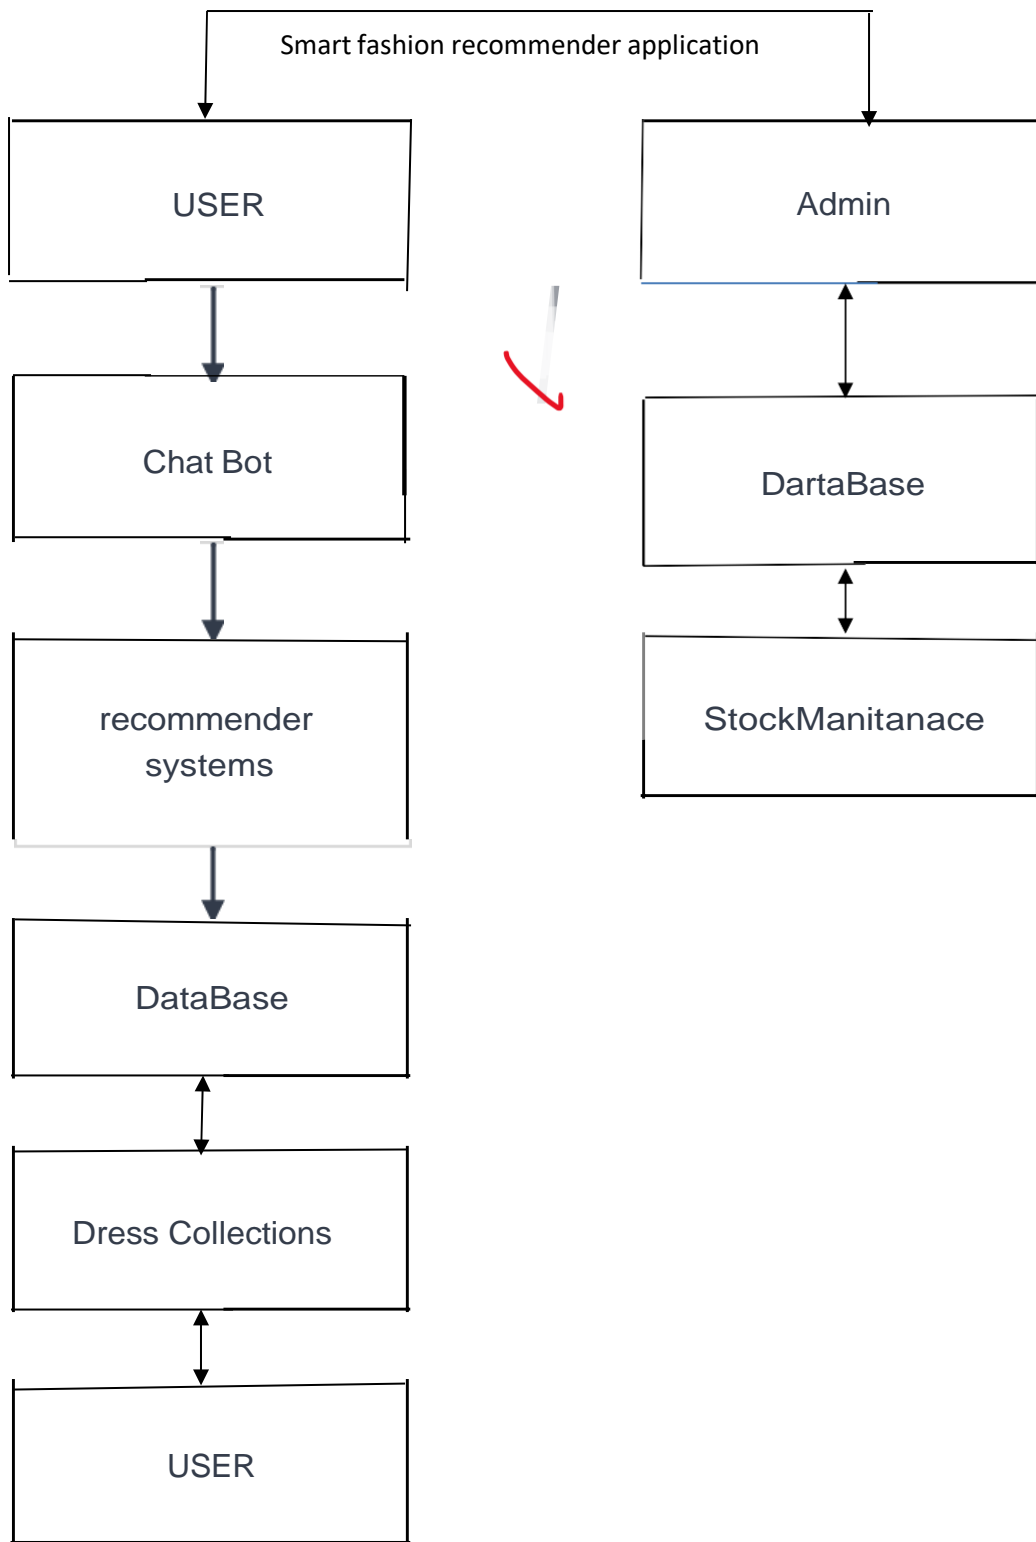 Smart fashion recommender application
USER
Admin
Chat Bot
DartaBase
recommender
systems
StockManitanace
DataBase
Dress Collections
USER